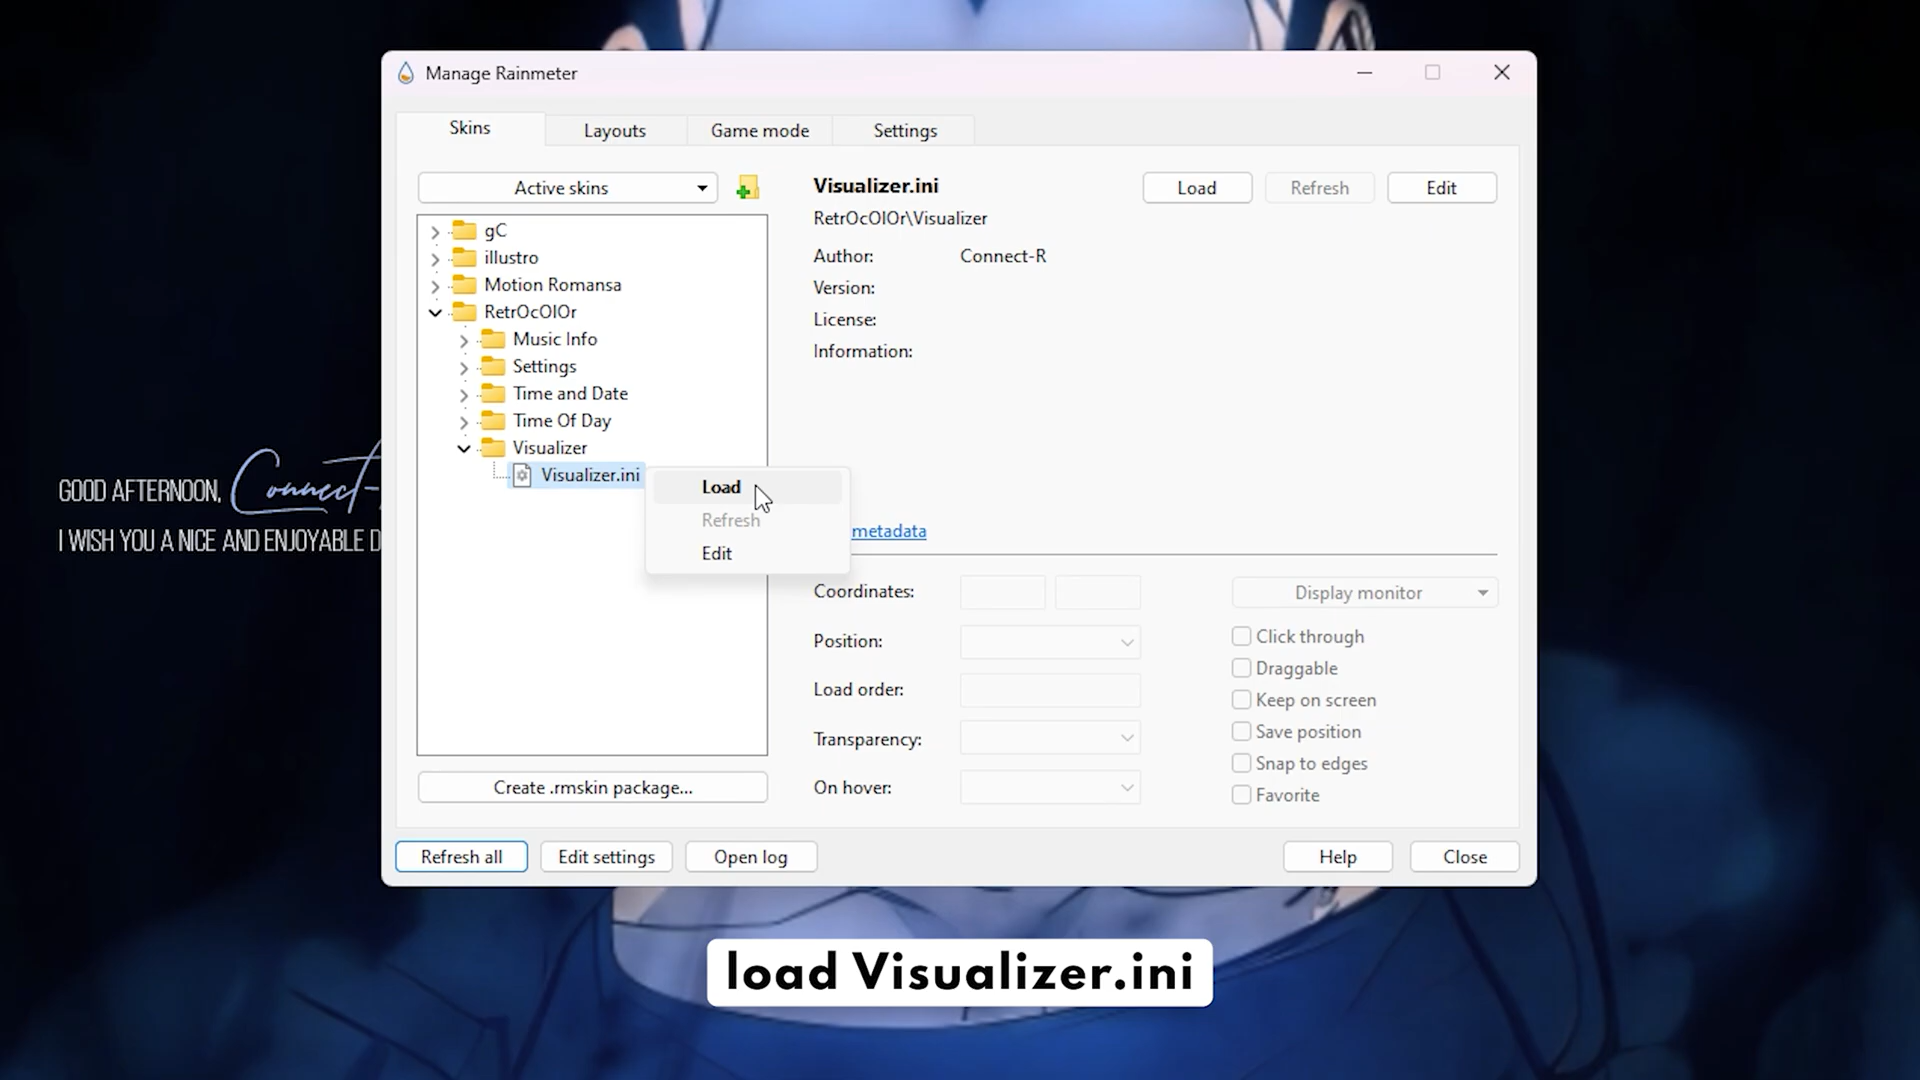 Manage Rainmeter
Skins
Layouts
Game mode
Settings
Active skins
gC
illustro
Motion Romansa
RetrOcOlOr
Music Info
Settings
Time and Date
Time Of Day
Visualizer
Visualizer.ini
Load
Refresh
Edit
Create .rmskin package...
Visualizer.ini
Load
Refresh
Edit
RetrOcOlOr\Visualizer
Author: Connect-R
Version:
License:
Information:
metadata
Coordinates:
Position:
Load order:
Transparency:
On hover:
Display monitor
Click through
Draggable
Keep on screen
Save position
Snap to edges
Favorite
Refresh all
Edit settings
Open log
Help
Close
GOOD AFTERNOON, Connect-
I WISH YOU A NICE AND ENJOYABLE D
load Visualizer.ini